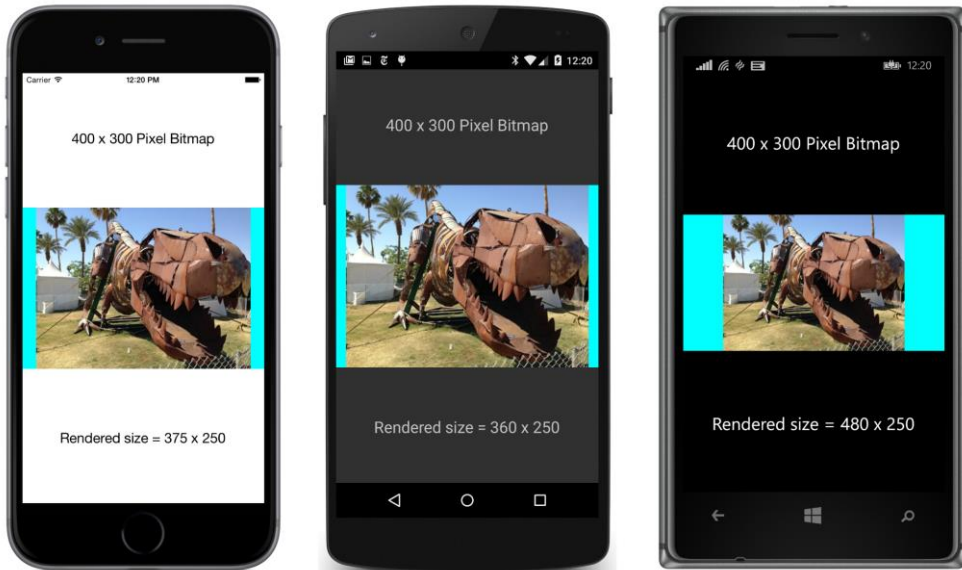 Carrier 12:20 PM
400 x 300 Pixel Bitmap
Rendered size = 375 x 250
12:20
400 x 300 Pixel Bitmap
Rendered size = 360 x 250
12:20
400 x 300 Pixel Bitmap
Rendered size = 480 x 250